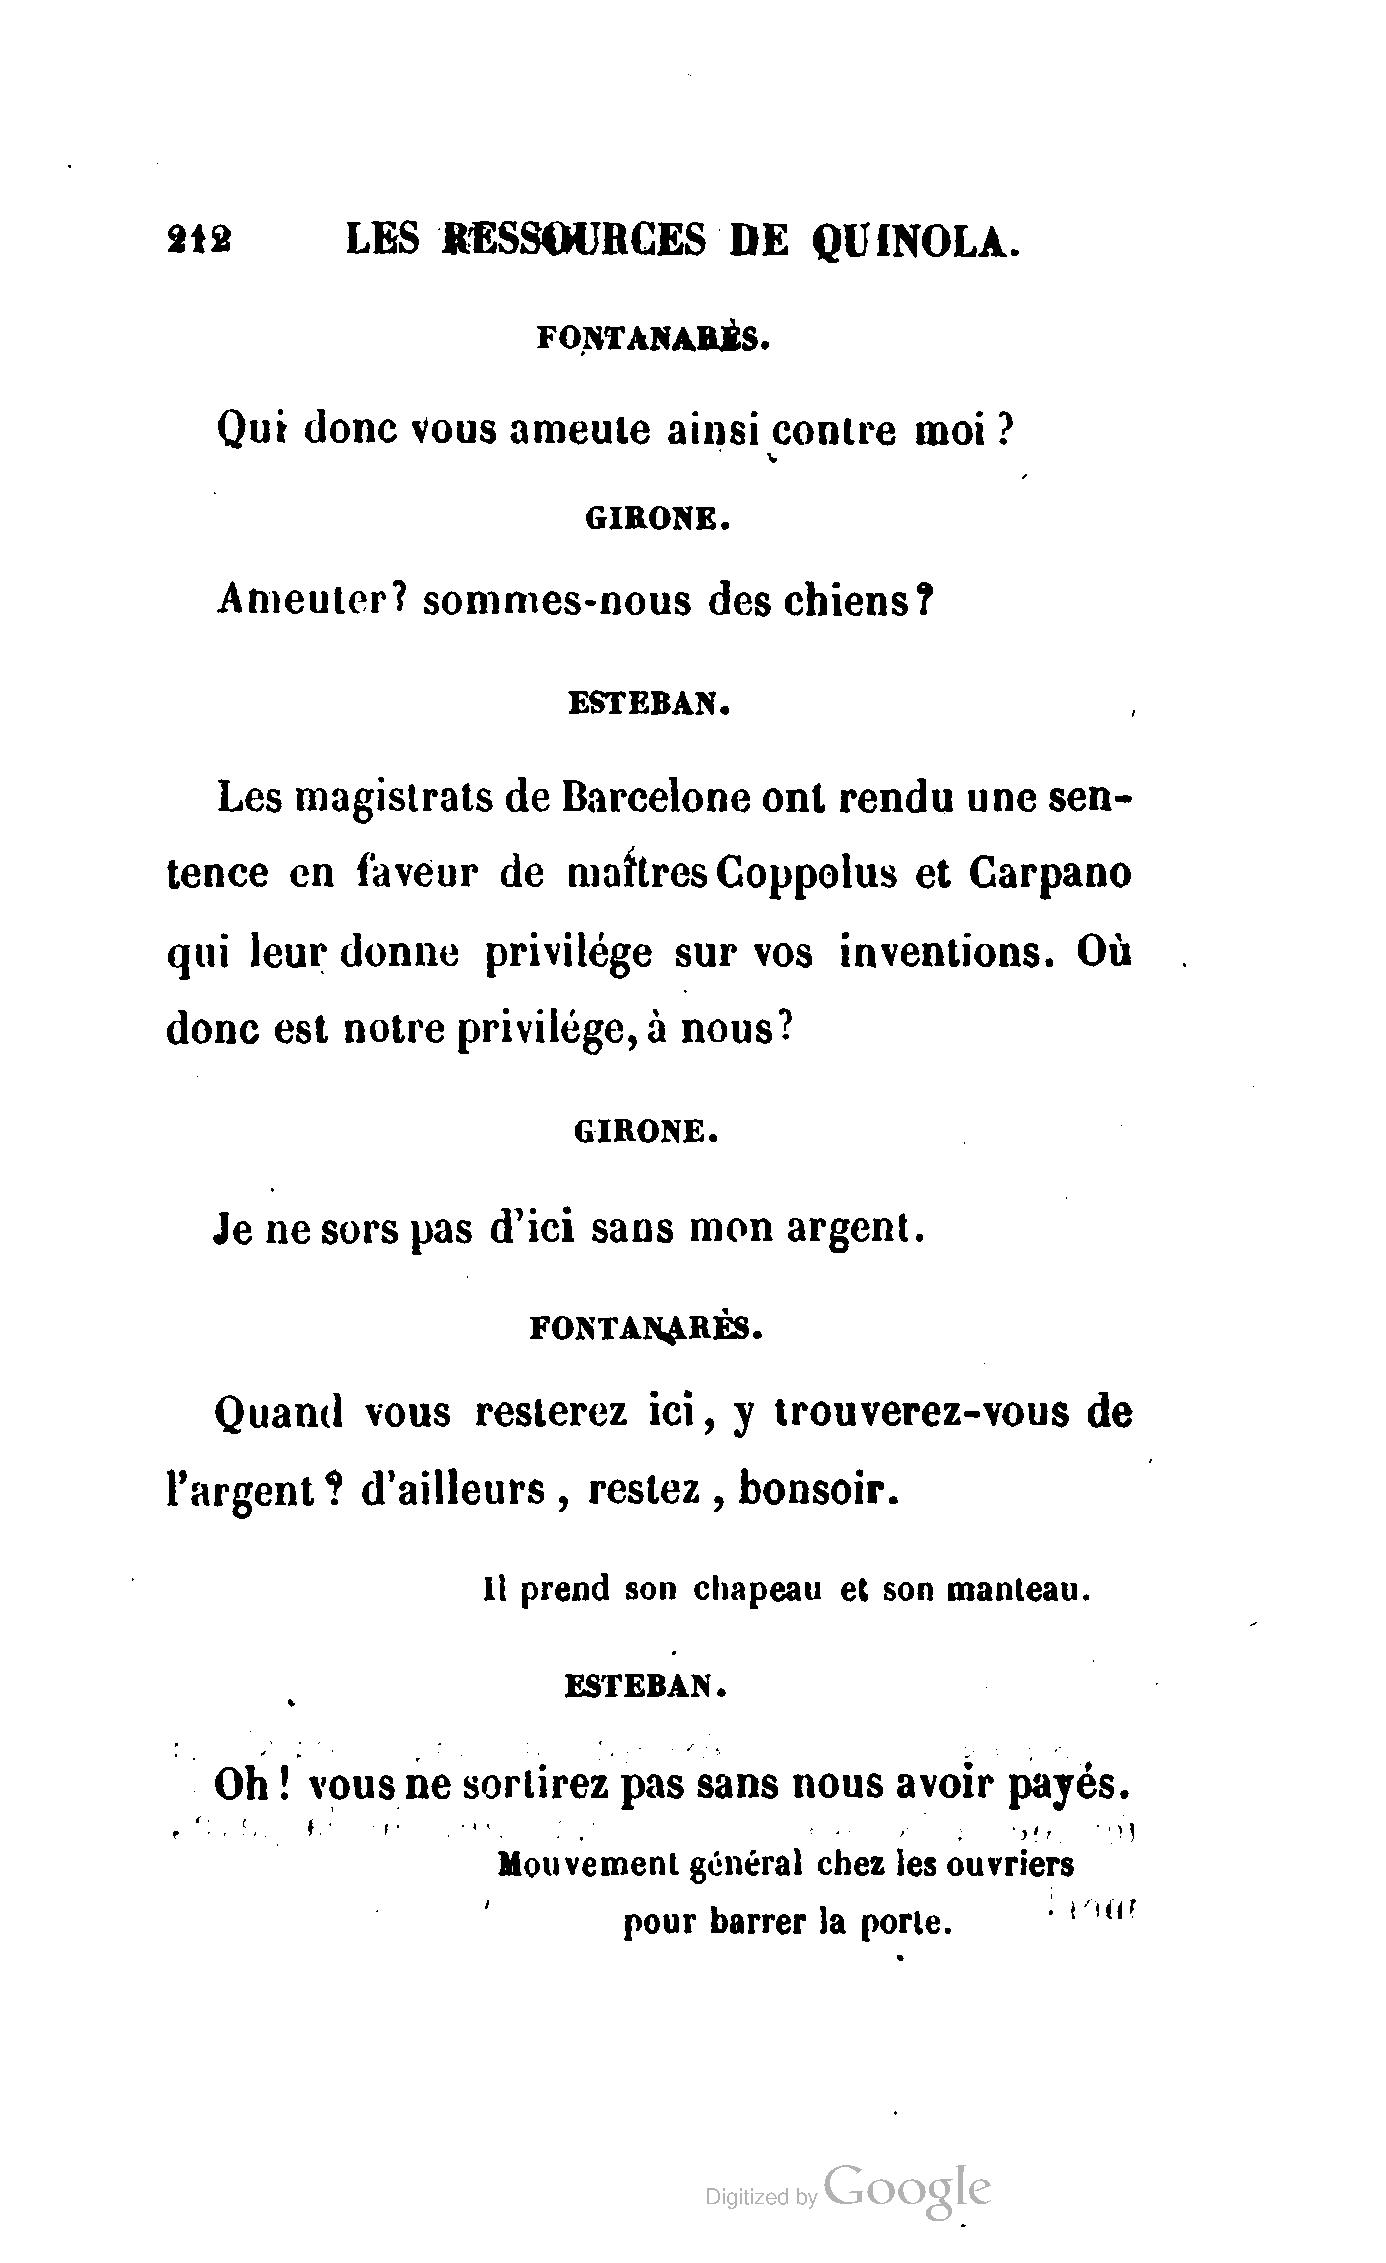 212 LES RESSOURCES DE QUINOLA.
FONTANARÈS.
Qui donc vous ameute ainsi contre moi ?
GIRONE.
Ameuter? sommes-nous des chiens?
ESTEBAN.
Les magistrats de Barcelone ont rendu une sen-
tence en faveur de maîtres Coppolus et Carpano
qui leur donne privilége sur vos inventions. Où
donc est notre privilége, à nous?
GIRONE.
Je ne sors pas d'ici sans mon argent.
FONTANARÈS.
Quand vous resterez ici, y trouverez-vous de
l'argent ? d'ailleurs , restez , bonsoir.
Il prend son chapeau et son manteau.
ESTEBAN.
Oh ! vous ne sortirez pas sans nous avoir payés.
Mouvement général chez les ouvriers
pour barrer la porte.
Digitized by Google